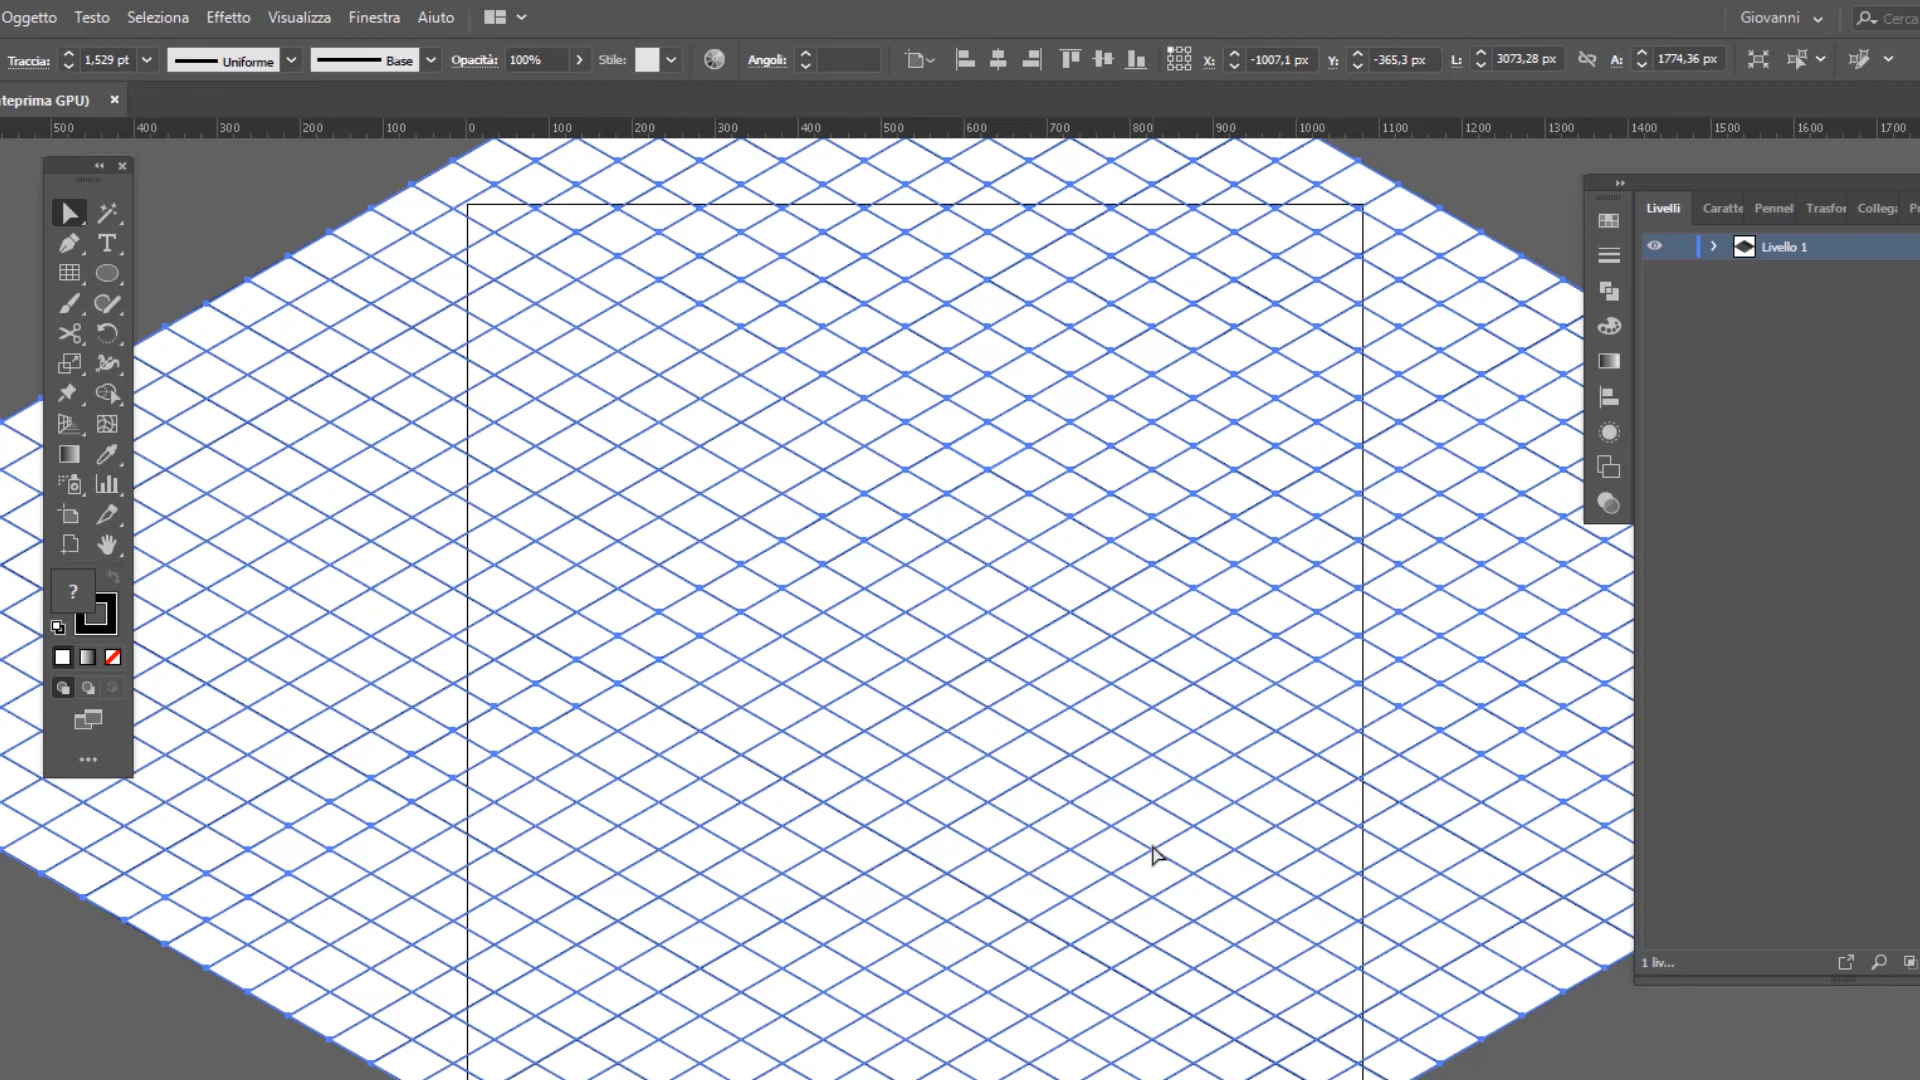 Oggetto Testo Seleziona Effetto Visualizza Finestra Aiuto Giovanni Cerca
Traccia: 1,529 pt Uniforme Base Opacità: 100% Stile: Angoli: X: -1007,1 px Y: -365,3 px L: 3073,28 px A: 1774,36 px
teprima GPU) ×
500 400 300 200 100 0 100 200 300 400 500 600 700 800 900 1000 1100 1200 1300 1400 1500 1600 1700
Livelli Caratte Pennel Trasfor Collega P
Livello 1
?
1 liv...